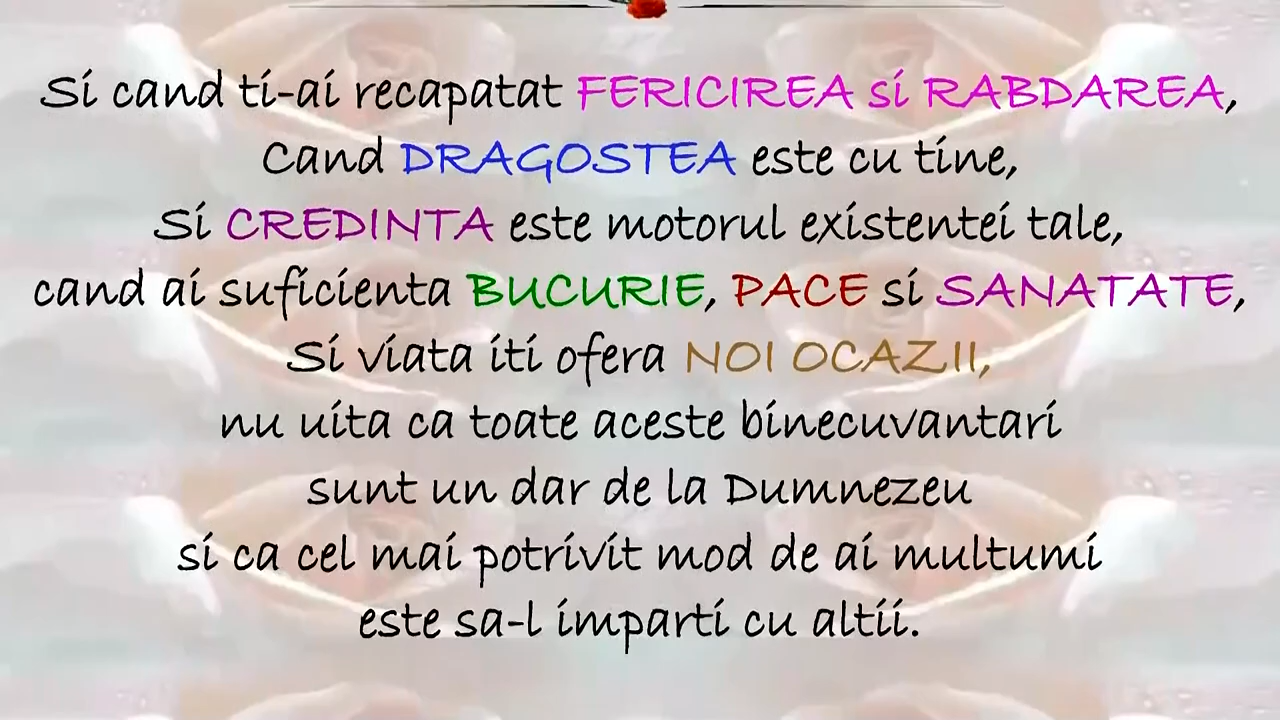 Si cand ti-ai recapatat FERICIREA si RABDAREA,
Cand DRAGOSTEA este cu tine,
Si CREDINTA este motorul existentei tale,
cand ai suficienta BUCURIE, PACE si SANATATE,
Si viata iti ofera NOI OCAZII,
nu uita ca toate aceste binecuvantari
sunt un dar de la Dumnezeu
si ca cel mai potrivit mod de ai multumi
este sa-l imparti cu altii.